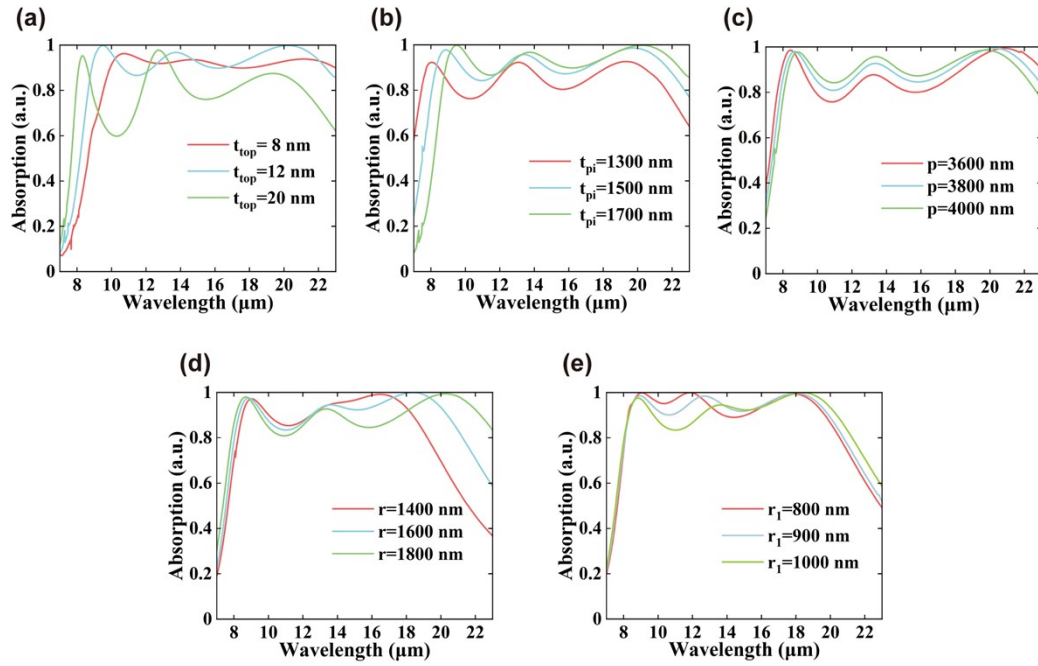 (a)
1
0.8
0.6
0.4
0.2
0
Absorption (a.u.)
t_top= 8 nm
t_top=12 nm
t_top=20 nm
8 10 12 14 16 18 20 22
Wavelength (μm)
(b)
1
0.8
0.6
0.4
0.2
0
Absorption (a.u.)
t_pi=1300 nm
t_pi=1500 nm
t_pi=1700 nm
8 10 12 14 16 18 20 22
Wavelength (μm)
(c)
1
0.8
0.6
0.4
0.2
0
Absorption (a.u.)
p=3600 nm
p=3800 nm
p=4000 nm
8 10 12 14 16 18 20 22
Wavelength (μm)
(d)
1
0.8
0.6
0.4
0.2
0
Absorption (a.u.)
r=1400 nm
r=1600 nm
r=1800 nm
8 10 12 14 16 18 20 22
Wavelength (μm)
(e)
1
0.8
0.6
0.4
0.2
0
Absorption (a.u.)
r_1=800 nm
r_1=900 nm
r_1=1000 nm
8 10 12 14 16 18 20 22
Wavelength (μm)